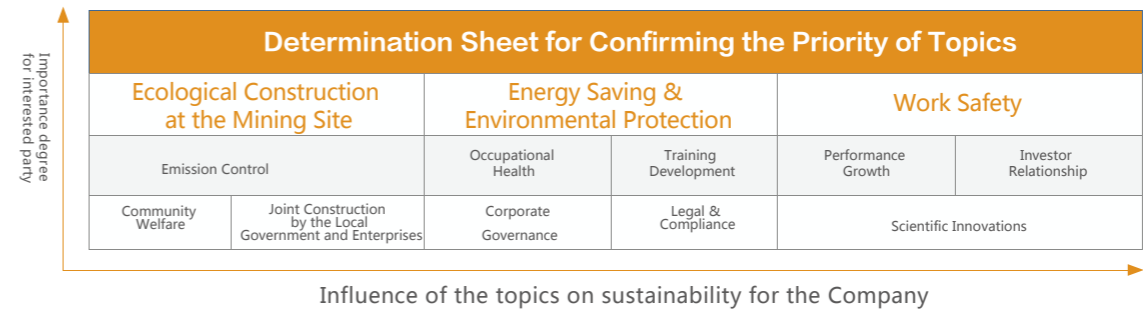 Importance degree
for interested party
Determination Sheet for Confirming the Priority of Topics
Ecological Construction
at the Mining Site
Energy Saving &
Environmental Protection
Work Safety
Emission Control
Occupational
Health
Training
Development
Performance
Growth
Investor
Relationship
Community
Welfare
Joint Construction
by the Local
Government and Enterprises
Corporate
Governance
Legal &
Compliance
Scientific Innovations
Influence of the topics on sustainability for the Company